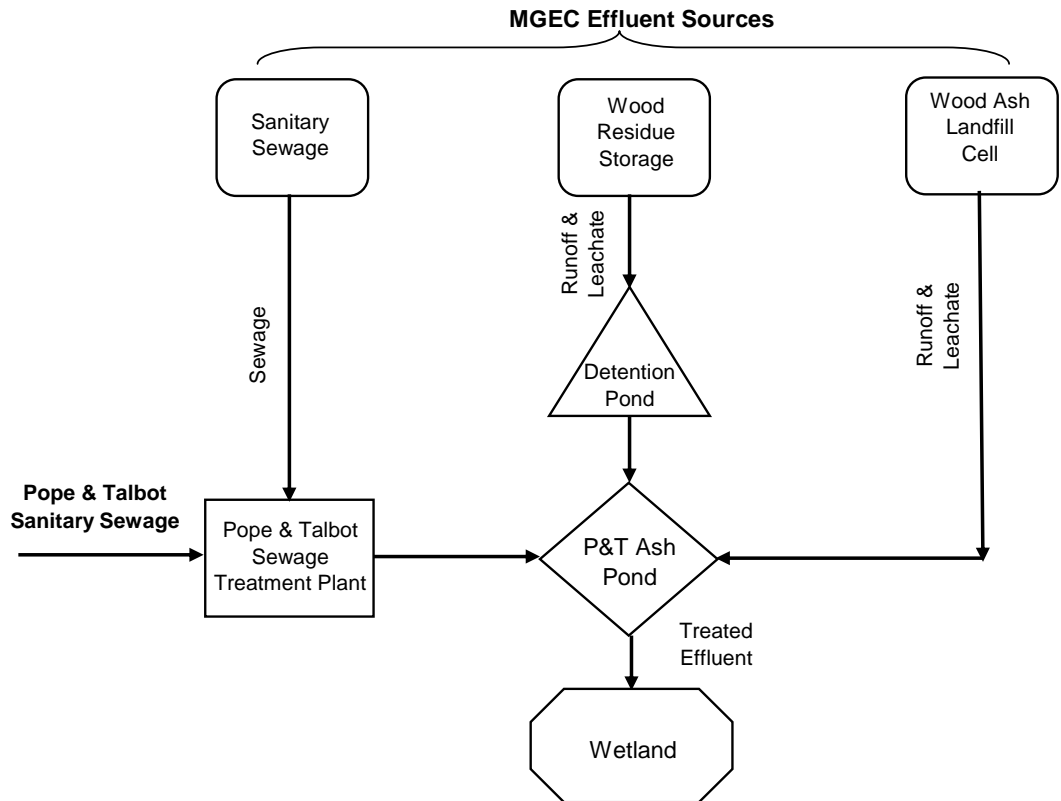 MGEC Effluent Sources
Sanitary
Sewage
Wood
Residue
Storage
Wood Ash
Landfill
Cell
Sewage
Runoff &
Leachate
Runoff &
Leachate
Detention
Pond
Pope & Talbot
Sanitary Sewage
Pope & Talbot
Sewage
Treatment Plant
P&T Ash
Pond
Treated
Effluent
Wetland